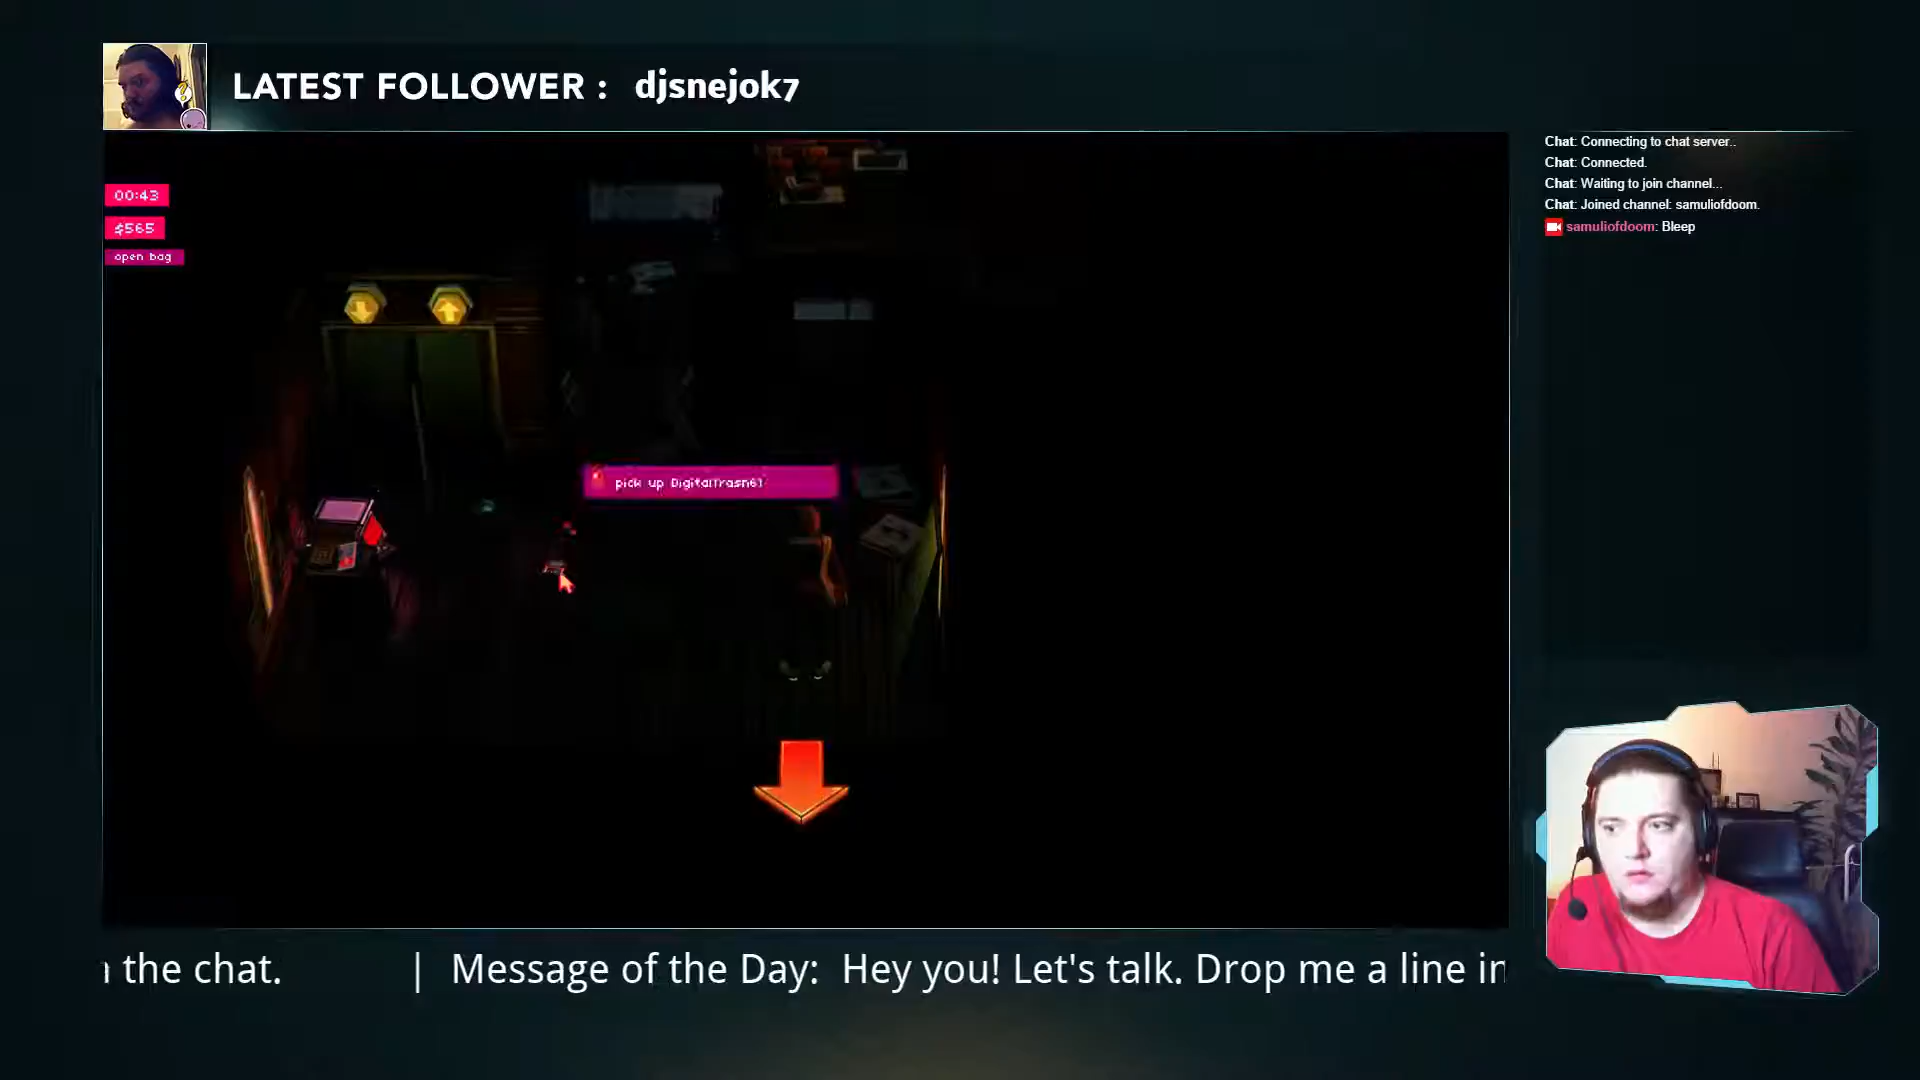 LATEST FOLLOWER : djsnejok7
Chat: Connecting to chat server..
Chat: Connected.
Chat: Waiting to join channel...
Chat: Joined channel: samuliofdoom.
samuliofdoom: Bleep
00:43
$565
open bag
pick up DigitalTrash61
the chat. | Message of the Day: Hey you! Let's talk. Drop me a line in